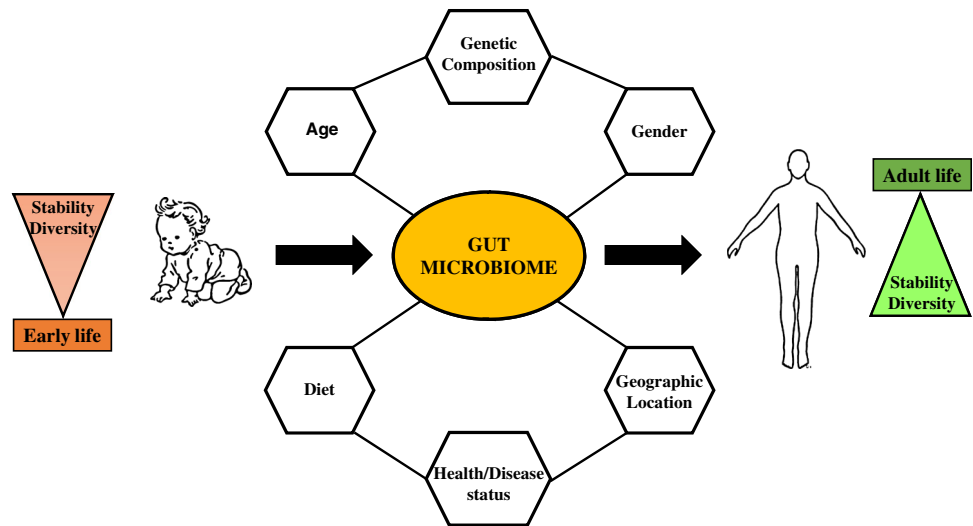 Genetic
Composition
Age
Gender
Adult life
Stability
Diversity
GUT
MICROBIOME
Stability
Diversity
Early life
Diet
Geographic
Location
Health/Disease
status